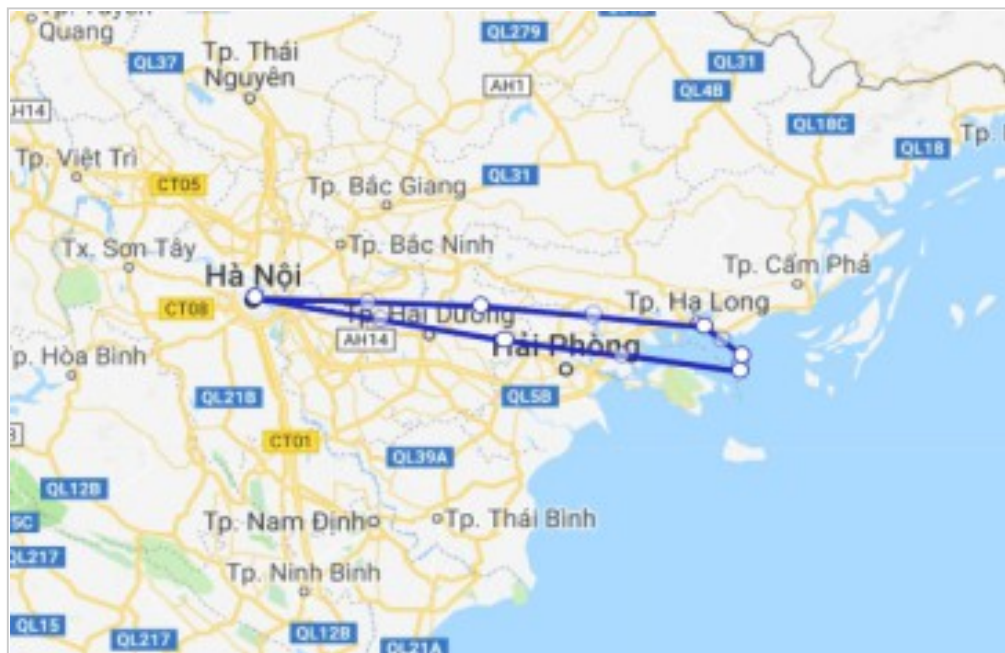 Quang
QL37
Tp. Thái
Nguyên
QL279
AH1
QL31
QL4B
QL18C
QL18
AH14
Tp. Việt Trì
CT05
Tp. Bắc Giang
QL31
Tx. Sơn Tây
Tp. Bắc Ninh
Tp. Cẩm Phả
Hà Nội
CT08
Tp. Hạ Long
Tp. Hải Dương
AH14
Hải Phòng
Tp. Hòa Bình
QL21B
QL5B
CT01
QL39A
QL12B
Tp. Nam Định
Tp. Thái Bình
QL217
Tp. Ninh Bình
QL15
QL217
QL12B
QL21A